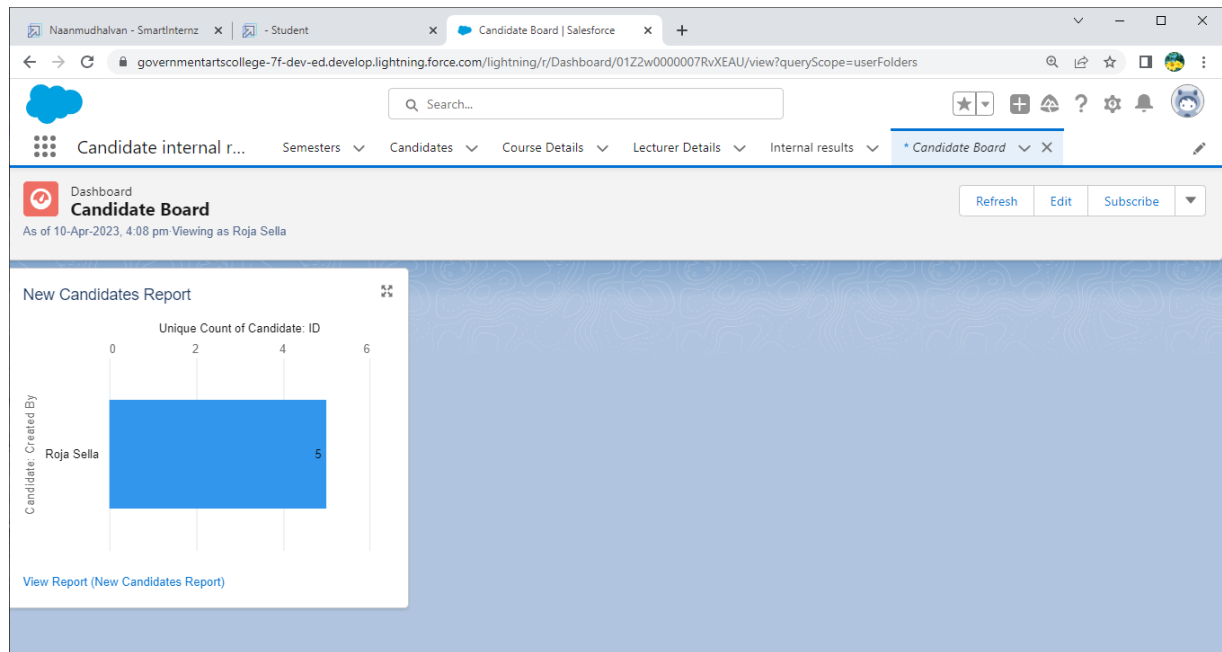 Naanmudhalvan - SmartInternz
- Student
Candidate Board | Salesforce
governmentartscollege-7f-dev-ed.develop.lightning.force.com/lightning/r/Dashboard/01Z2w0000007RvXEAU/view?queryScope=userFolders
Search...
Candidate internal r... Semesters Candidates Course Details Lecturer Details Internal results * Candidate Board
Dashboard
Candidate Board
As of 10-Apr-2023, 4:08 pm·Viewing as Roja Sella
Refresh Edit Subscribe
New Candidates Report
Unique Count of Candidate: ID
0 2 4 6
Candidate: Created By
Roja Sella
5
View Report (New Candidates Report)